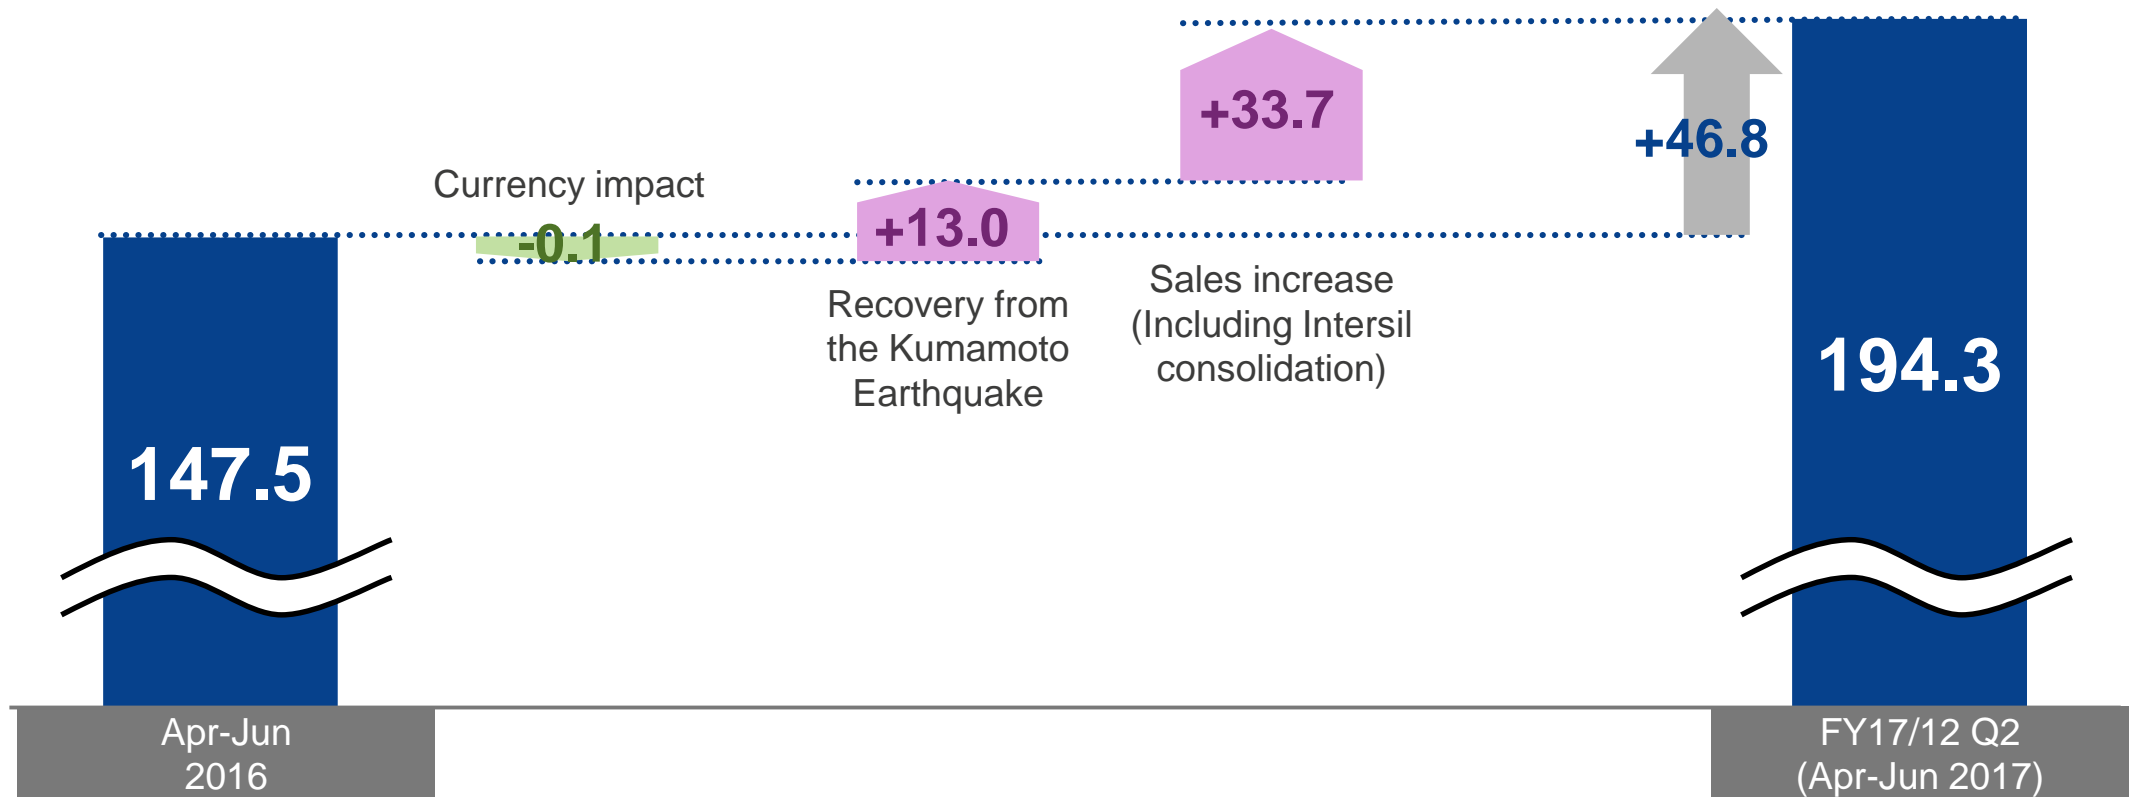 147.5
Currency impact
-0.1
+13.0
Recovery from
the Kumamoto
Earthquake
+33.7
Sales increase
(Including Intersil
consolidation)
+46.8
194.3
Apr-Jun
2016
FY17/12 Q2
(Apr-Jun 2017)